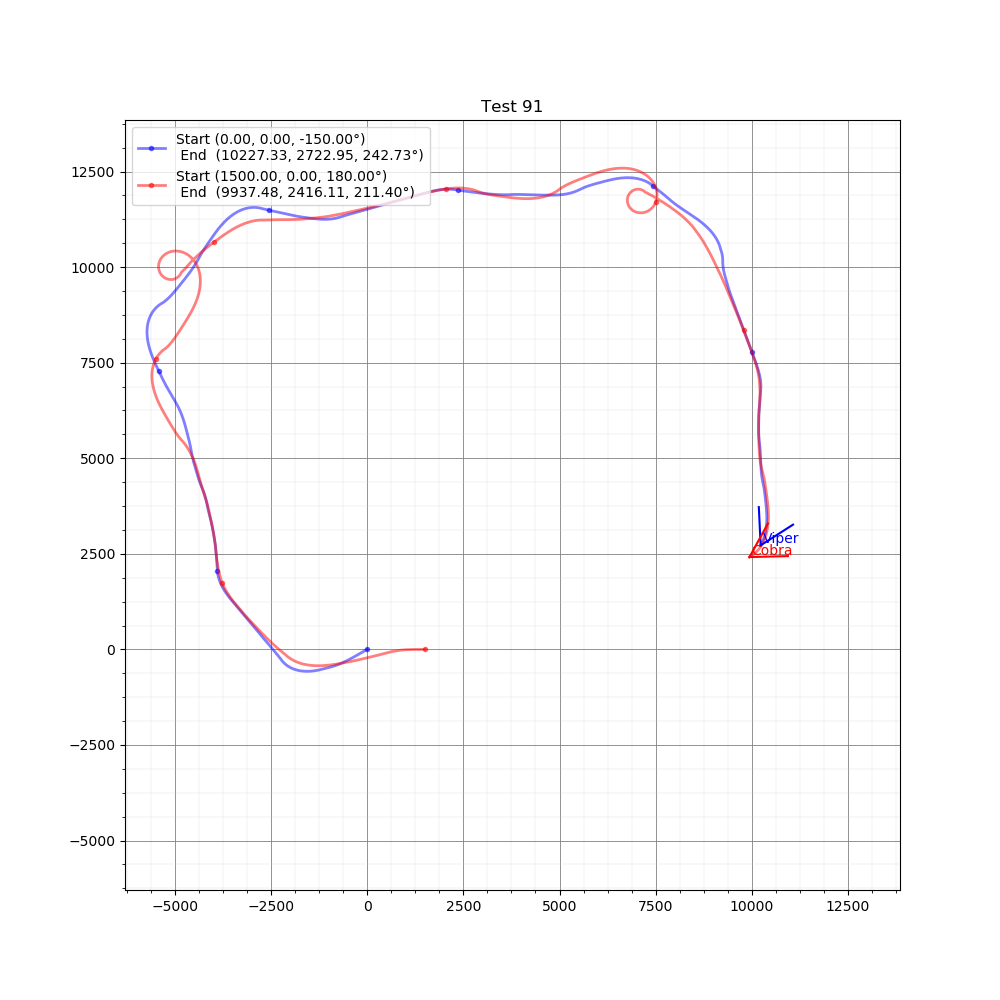 Test 91
Start (0.00, 0.00, -150.00°)
End (10227.33, 2722.95, 242.73°)
Start (1500.00, 0.00, 180.00°)
End (9937.48, 2416.11, 211.40°)
12500
10000
7500
5000
2500
0
−2500
−5000
Viper
Cobra
−5000 −2500 0 2500 5000 7500 10000 12500